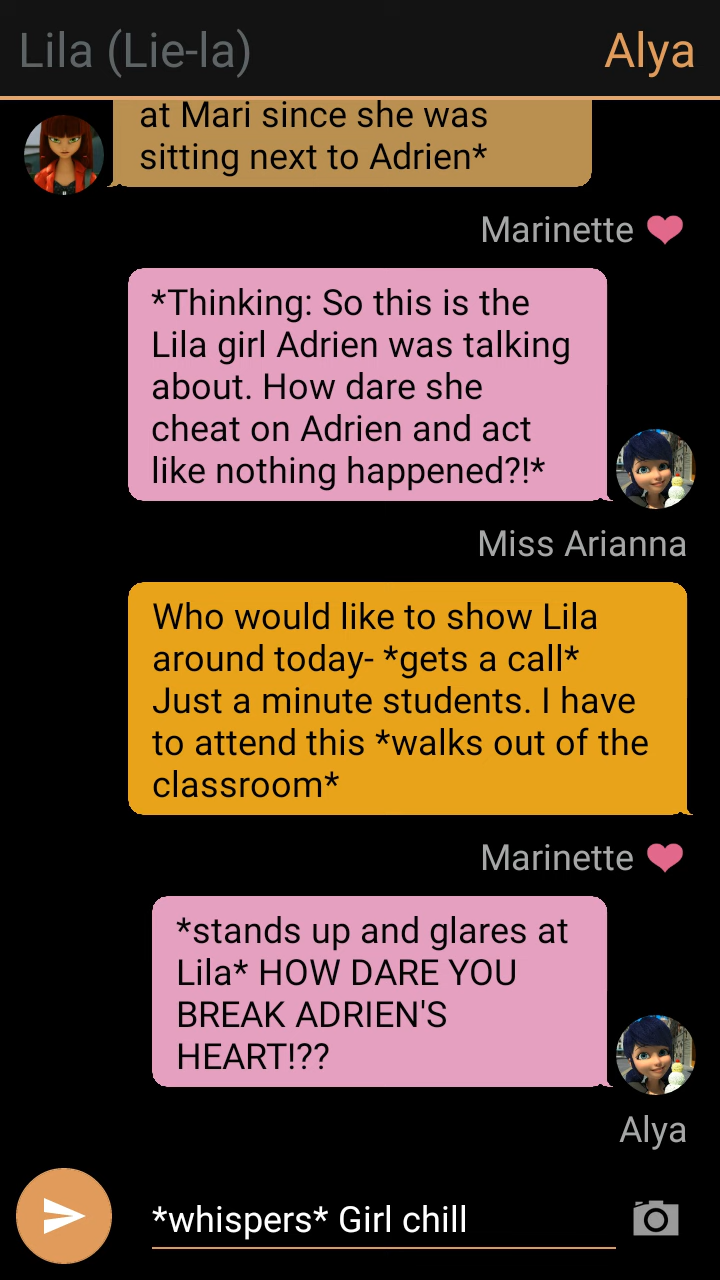 Lila (Lie-la) Alya
at Mari since she was
sitting next to Adrien*
Marinette
*Thinking: So this is the
Lila girl Adrien was talking
about. How dare she
cheat on Adrien and act
like nothing happened?!*
Miss Arianna
Who would like to show Lila
around today- *gets a call*
Just a minute students. I have
to attend this *walks out of the
classroom*
Marinette
*stands up and glares at
Lila* HOW DARE YOU
BREAK ADRIEN'S
HEART!??
Alya
*whispers* Girl chill